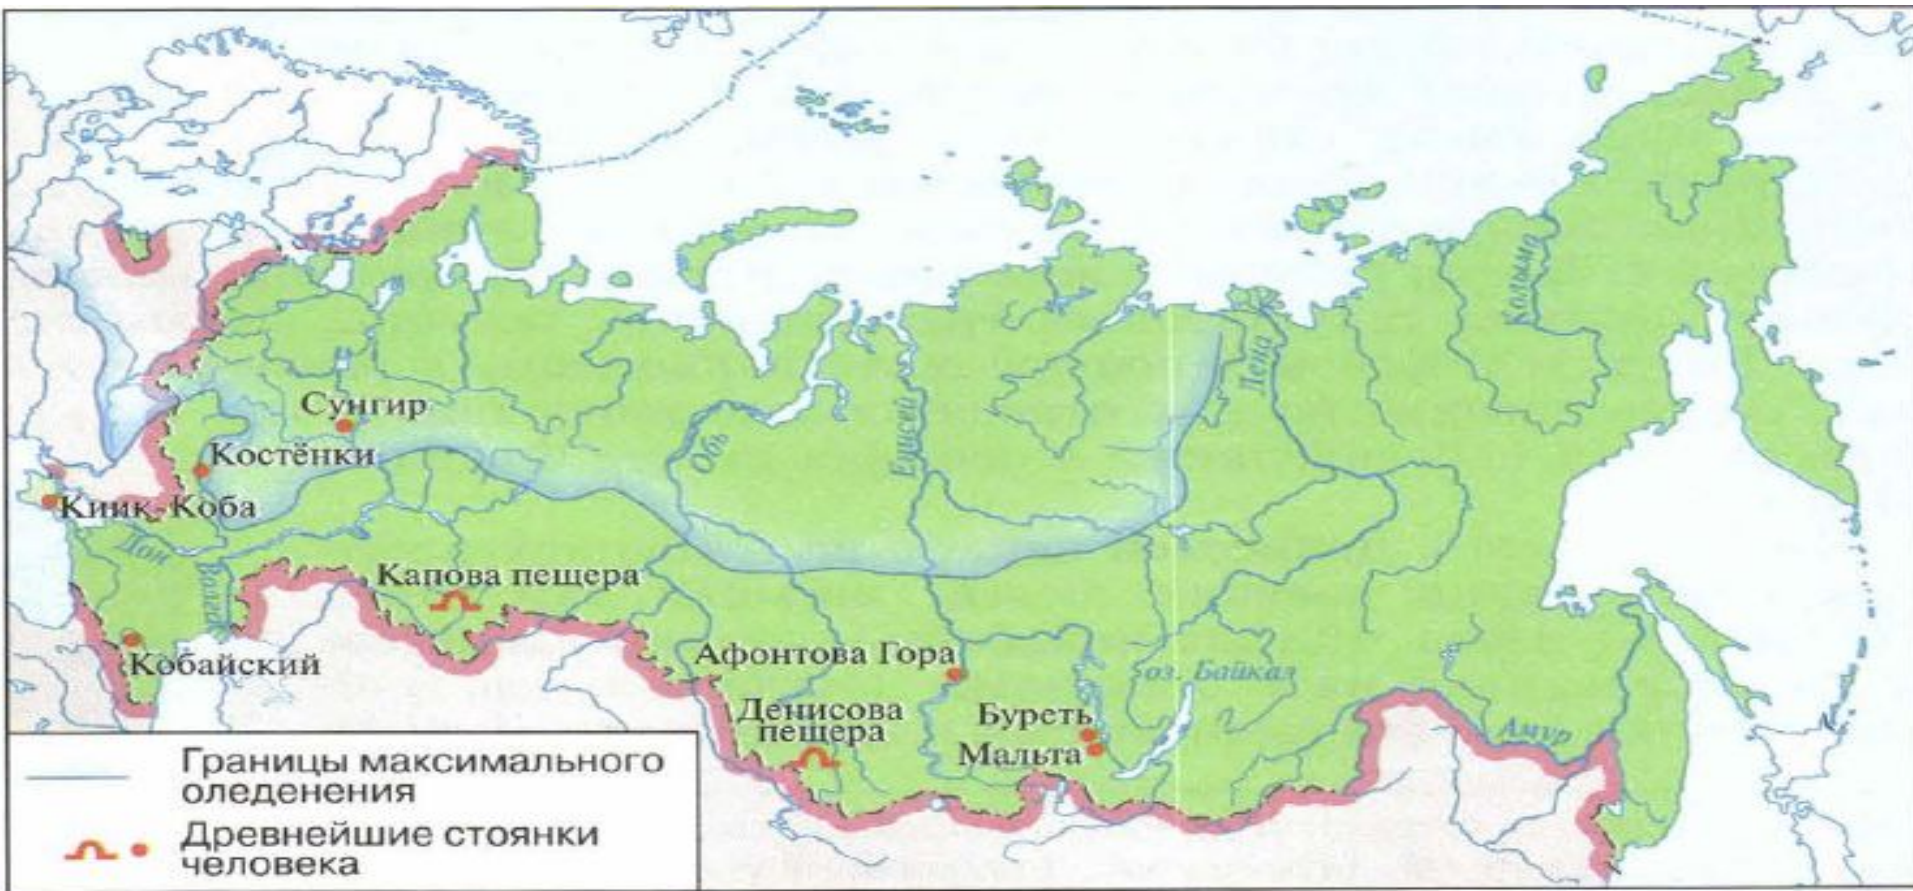 Колыма
Лена
Енисей
Обь
Сунгир
Костёнки
Киик-Коба
Дон
Волга
Капова пещера
Кобайский
Афонтова Гора
оз. Байкал
Денисова
пещера
Буреть
Мальта
Амур
Границы максимального
оледенения
Древнейшие стоянки
человека